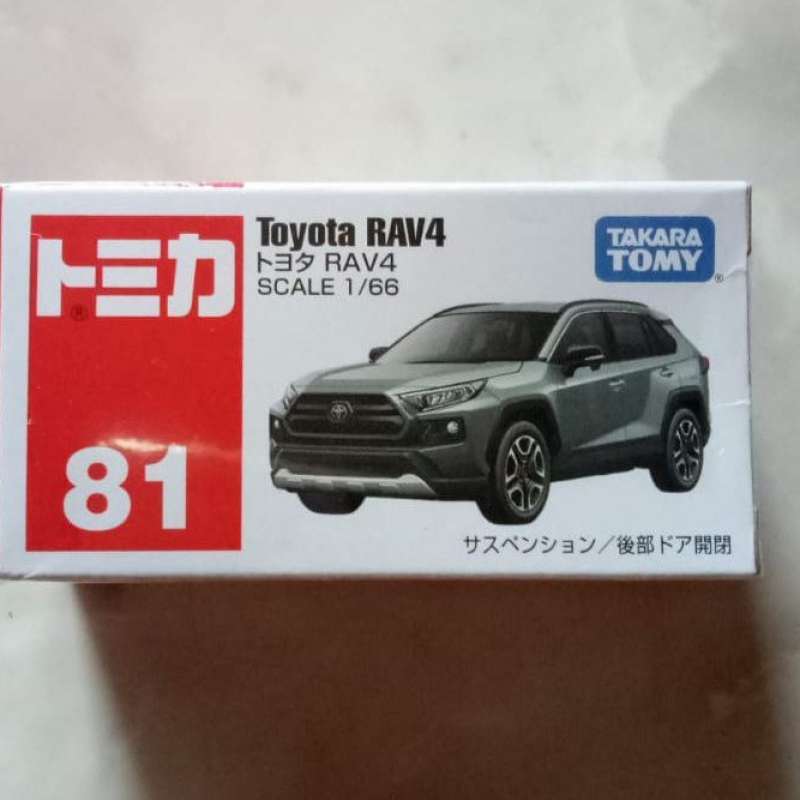 トミカ®
81
Toyota RAV4
トヨタ RAV4
SCALE 1/66
TAKARA
TOMY®
サスペンション／後部ドア開閉